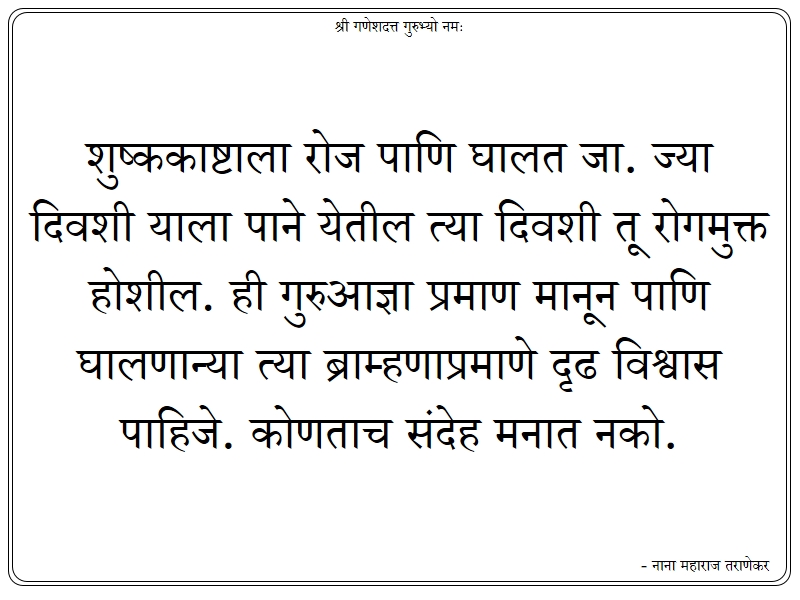 श्री गणेशदत्त गुरुभ्यो नमः
शुष्ककाष्टाला रोज पाणि घालत जा. ज्या
दिवशी याला पाने येतील त्या दिवशी तू रोगमुक्त
होशील. ही गुरुआज्ञा प्रमाण मानून पाणि
घालणान्या त्या ब्राम्हणाप्रमाणे दृढ विश्वास
पाहिजे. कोणताच संदेह मनात नको.
- नाना महाराज तराणेकर